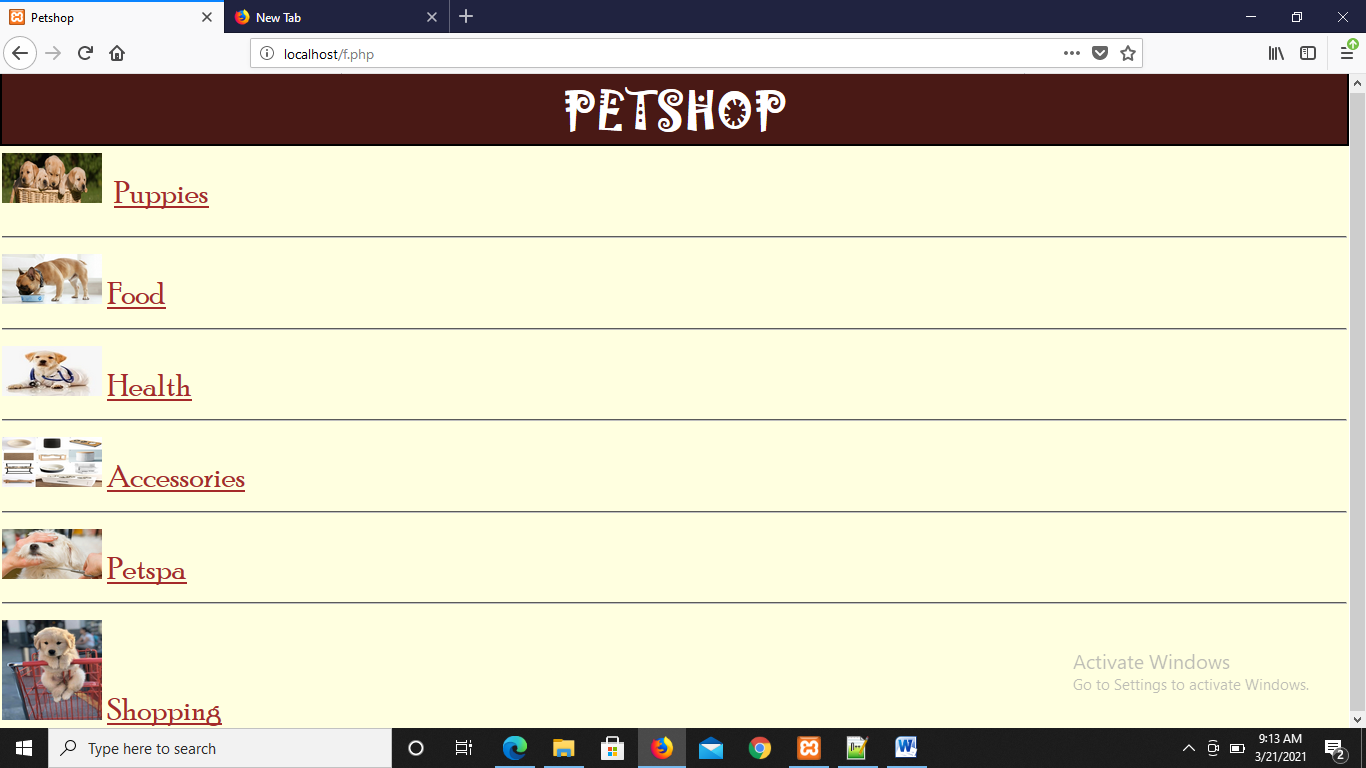 Petshop
New Tab
localhost/f.php
PETSHOP
Puppies
Food
Health
Accessories
Petspa
Shopping
Activate Windows
Go to Settings to activate Windows.
Type here to search
9:13 AM
3/21/2021
2